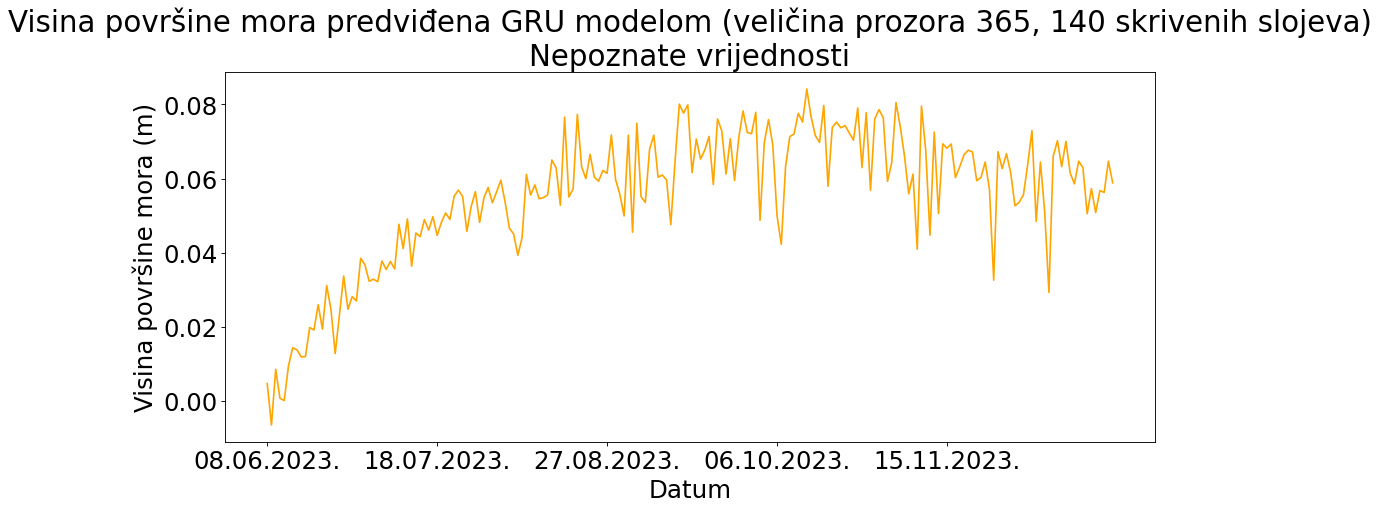 Visina površine mora predviđena GRU modelom (veličina prozora 365, 140 skrivenih slojeva)
Nepoznate vrijednosti
Visina površine mora (m)
0.08
0.06
0.04
0.02
0.00
08.06.2023. 18.07.2023. 27.08.2023. 06.10.2023. 15.11.2023.
Datum